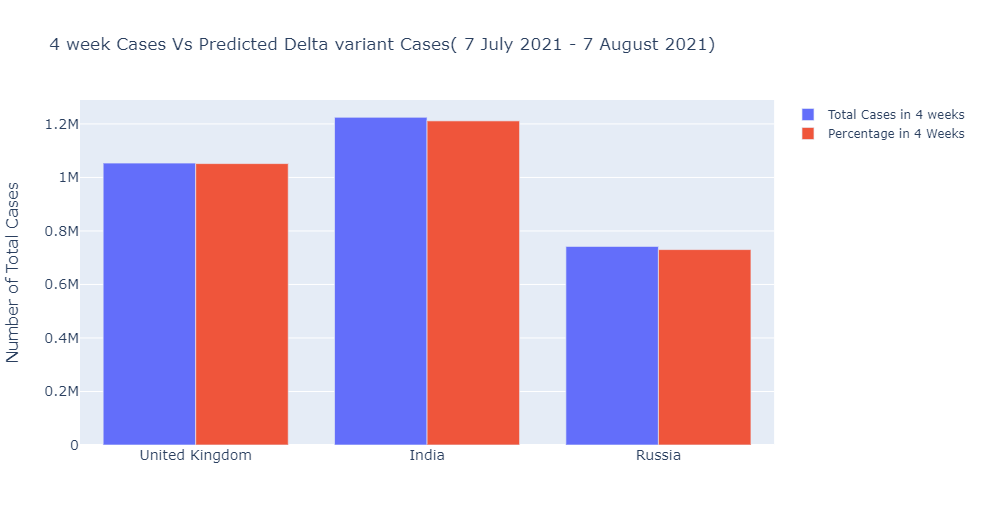 4 week Cases Vs Predicted Delta variant Cases( 7 July 2021 - 7 August 2021)
Total Cases in 4 weeks
Percentage in 4 Weeks
Number of Total Cases
1.2M
1M
0.8M
0.6M
0.4M
0.2M
0
United Kingdom
India
Russia